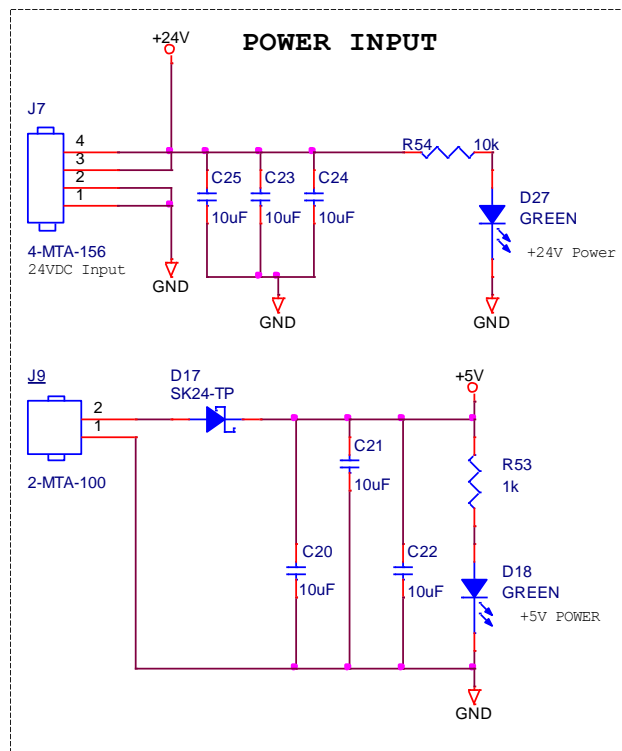 POWER INPUT
+24V
J7
4
3
2
1
4-MTA-156
24VDC Input
GND
C25
10uF
C23
10uF
C24
10uF
GND
R54
10k
D27
GREEN
+24V Power
GND
J9
2
1
2-MTA-100
D17
SK24-TP
+5V
C21
10uF
C20
10uF
C22
10uF
R53
1k
D18
GREEN
+5V POWER
GND